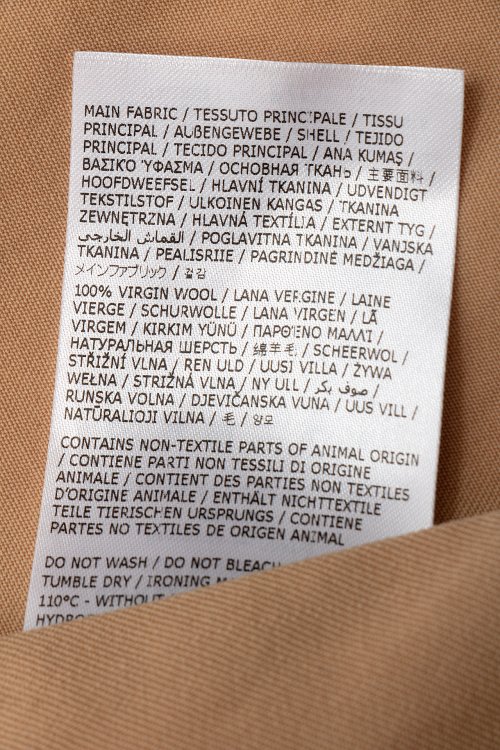 MAIN FABRIC / TESSUTO PRINCIPALE / TISSU
PRINCIPAL / AUßENGEWEBE / SHELL / TEJIDO
PRINCIPAL / TECIDO PRINCIPAL / ANA KUMAŞ /
ΒΑΣΙΚΟ ΎΦΑΣΜΑ / ОСНОВНАЯ ТКАНЬ / 主要面料 /
HOOFDWEEFSEL / HLAVNÍ TKANINA / UDVENDIGT
TEKSTILSTOF / ULKOINEN KANGAS / TKANINA
ZEWNĘTRZNA / HLAVNÁ TEXTÍLIA / EXTERNT TYG /
القماش الخارجي / POGLAVITNA TKANINA / VANJSKA
TKANINA / PEALISRIIE / PAGRINDINĖ MEDŽIAGA /
メインファブリック / 겉감
100% VIRGIN WOOL / LANA VERGINE / LAINE
VIERGE / SCHURWOLLE / LANA VIRGEN / LÃ
VIRGEM / KIRKIM YÜNÜ / ΠΑΡΘΕΝΟ ΜΑΛΛΙ /
НАТУРАЛЬНАЯ ШЕРСТЬ / 绵羊毛 / SCHEERWOL /
STŘIŽNÍ VLNA / REN ULD / UUSI VILLA / ŻYWA
WEŁNA / STRIŽNÁ VLNA / NY ULL / صوف بكر /
RUNSKA VOLNA / DJEVIČANSKA VUNA / UUS VILL /
NATŪRALIOJI VILNA / 毛 / 양모
CONTAINS NON-TEXTILE PARTS OF ANIMAL ORIGIN
/ CONTIENE PARTI NON TESSILI DI ORIGINE
ANIMALE / CONTIENT DES PARTIES NON TEXTILES
D'ORIGINE ANIMALE / ENTHÄLT NICHTTEXTILE
TEILE TIERISCHEN URSPRUNGS / CONTIENE
PARTES NO TEXTILES DE ORIGEN ANIMAL
DO NOT WASH / DO NOT BLEACH
TUMBLE DRY / IRONING
110°C - WITHOUT